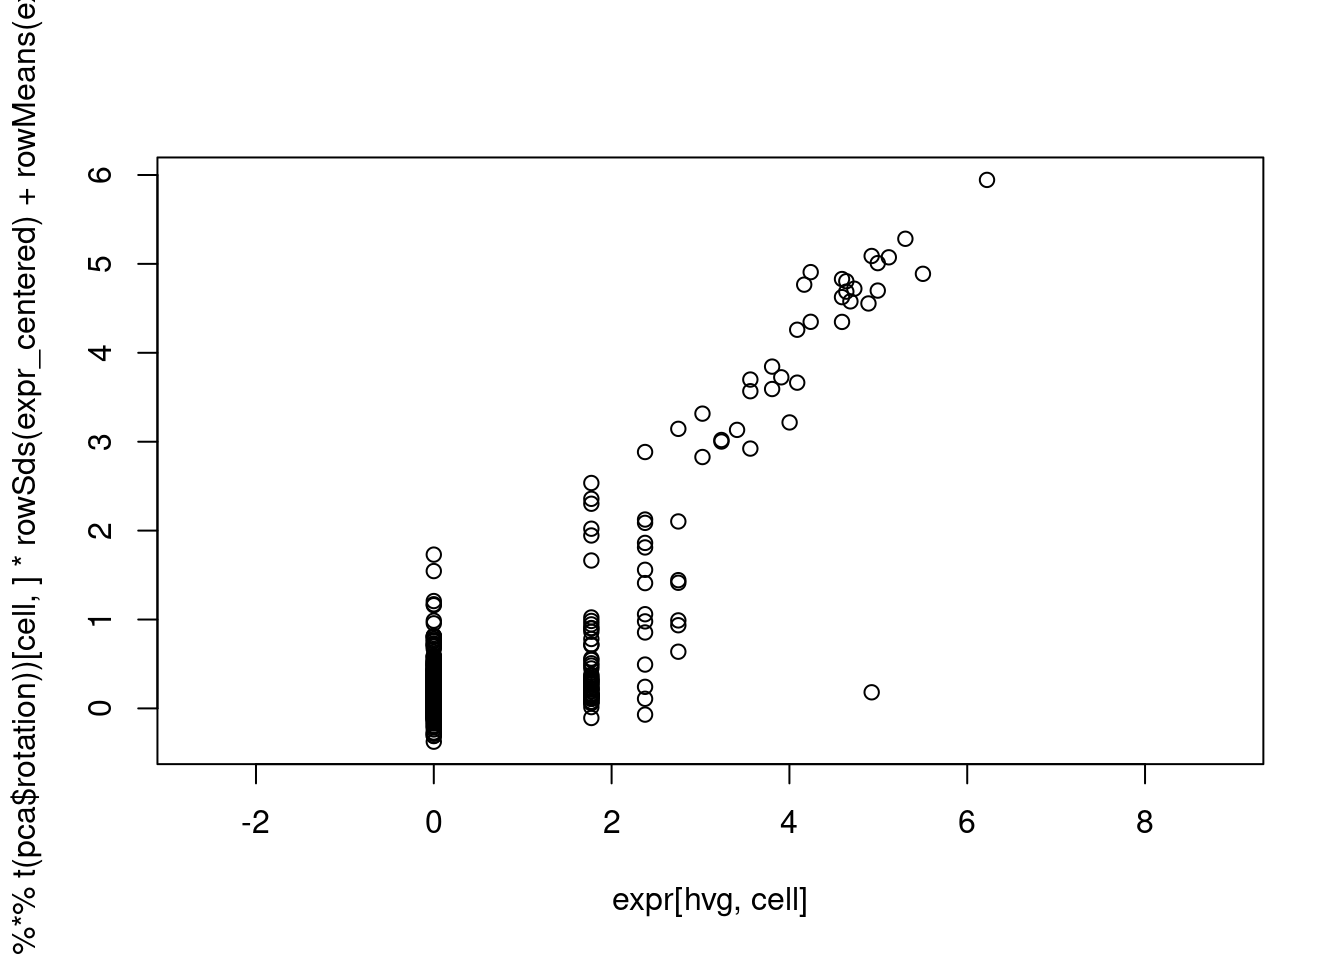 %*% t(pca$rotation))[cell, ] * rowSds(expr_centered) + rowMeans(ex
6
5
4
3
2
1
0
-2 0 2 4 6 8
expr[hvg, cell]